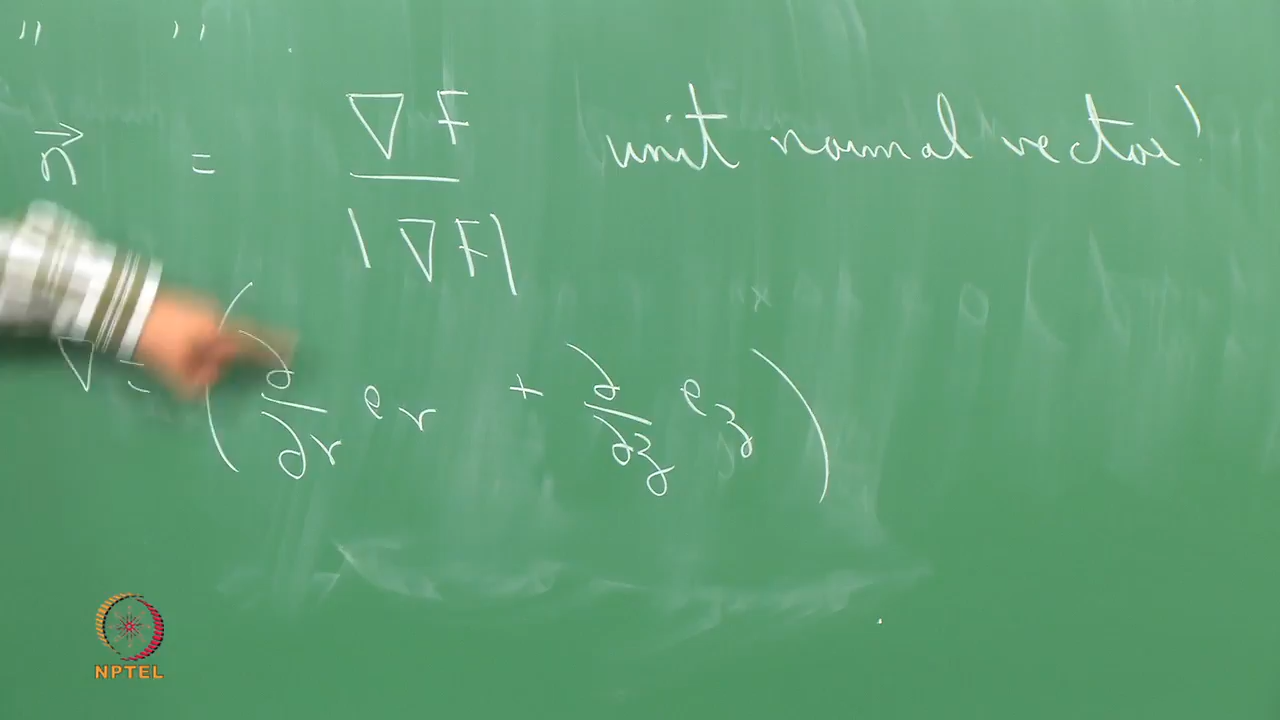 " "
n⃗ = ∇F / |∇F| unit normal vector'
∇ = ( ∂/∂r e_r + ∂/∂z e_z )
NPTEL